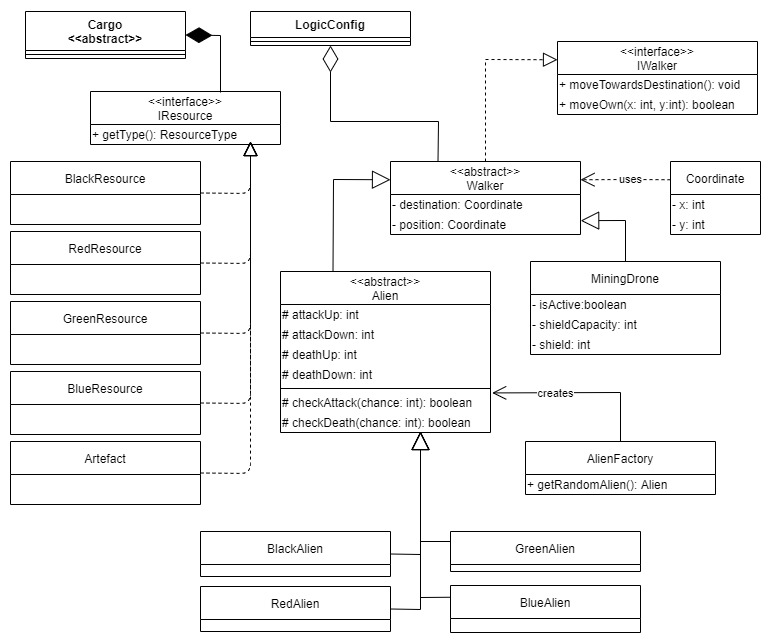 Cargo
<<abstract>>
LogicConfig
<<interface>>
IWalker
+ moveTowardsDestination(): void
+ moveOwn(x: int, y:int): boolean
<<interface>>
IResource
+ getType(): ResourceType
BlackResource
RedResource
GreenResource
BlueResource
Artefact
<<abstract>>
Walker
- destination: Coordinate
- position: Coordinate
uses
Coordinate
- x: int
- y: int
MiningDrone
- isActive:boolean
- shieldCapacity: int
- shield: int
<<abstract>>
Alien
# attackUp: int
# attackDown: int
# deathUp: int
# deathDown: int
# checkAttack(chance: int): boolean
# checkDeath(chance: int): boolean
creates
AlienFactory
+ getRandomAlien(): Alien
BlackAlien
GreenAlien
RedAlien
BlueAlien